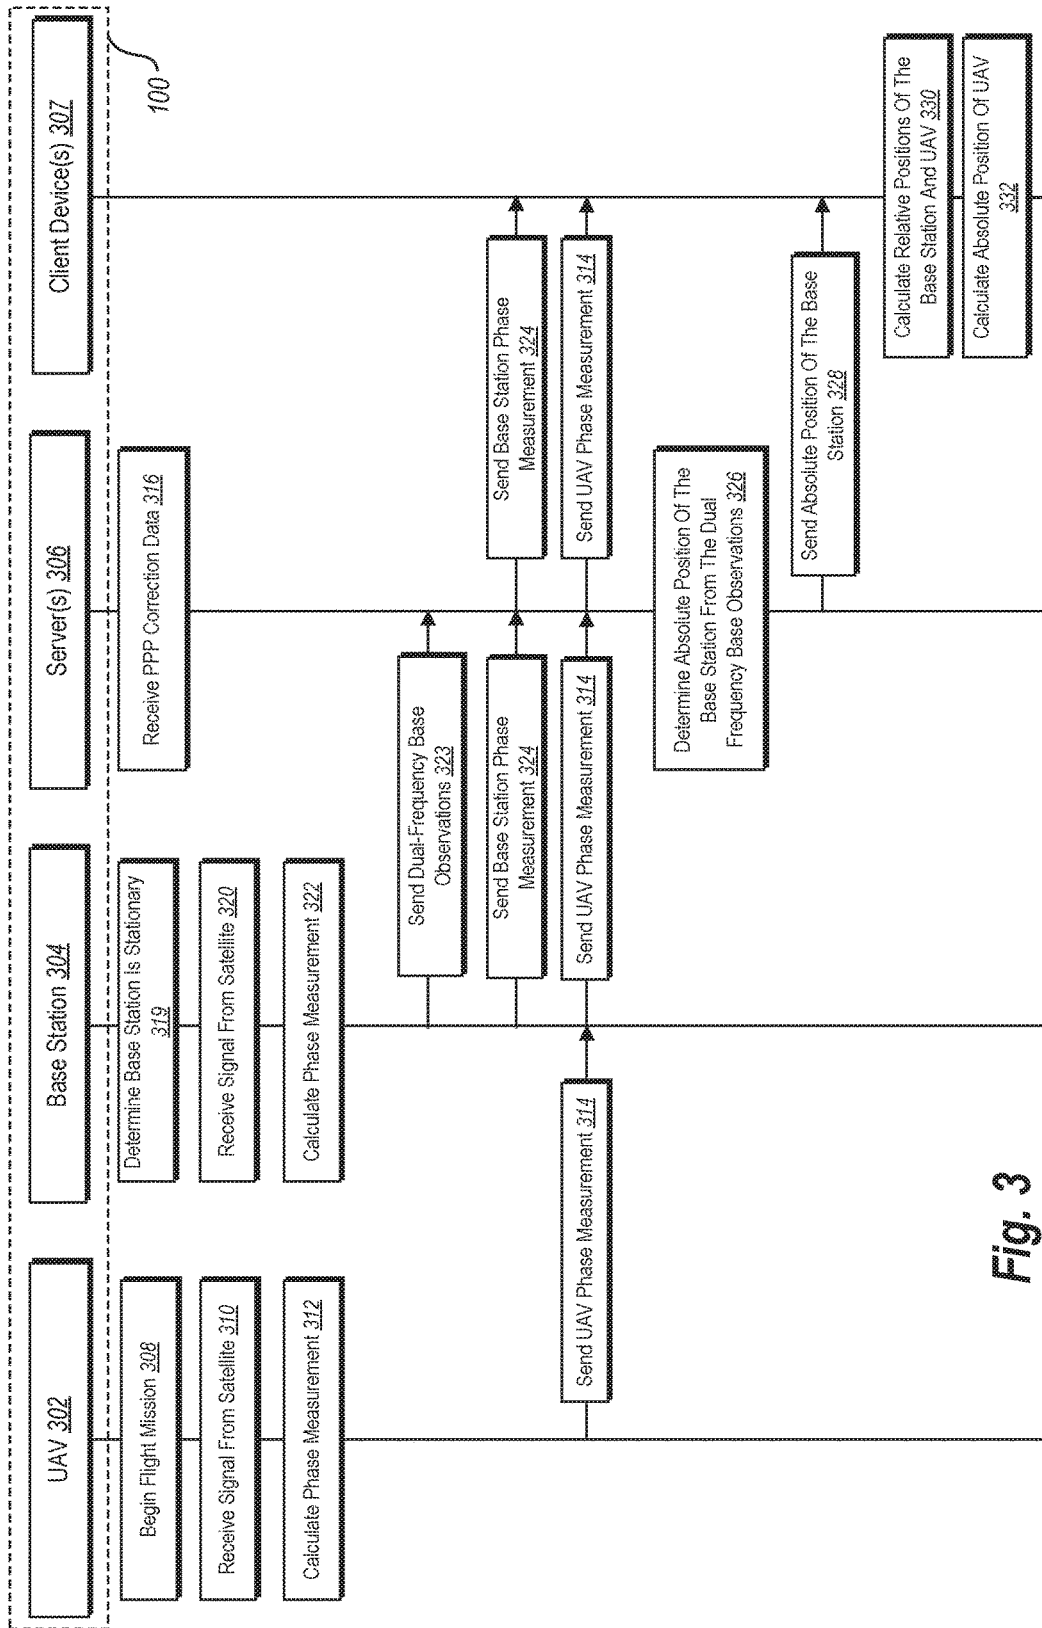 UAV 302
Base Station 304
Server(s) 306
Client Device(s) 307
100
Begin Flight Mission 308
Determine Base Station Is Stationary
319
Receive PPP Correction Data 316
Receive Signal From Satellite 310
Receive Signal From Satellite 320
Calculate Phase Measurement 312
Calculate Phase Measurement 322
Send Dual-Frequency Base
Observations 323
Send Base Station Phase
Measurement 324
Send Base Station Phase
Measurement 324
Send UAV Phase Measurement 314
Send UAV Phase Measurement 314
Send UAV Phase Measurement 314
Determine Absolute Position Of The
Base Station From The Dual
Frequency Base Observations 326
Send Absolute Position Of The Base
Station 328
Calculate Relative Positions Of The
Base Station And UAV 330
Calculate Absolute Position Of UAV
332
Fig. 3